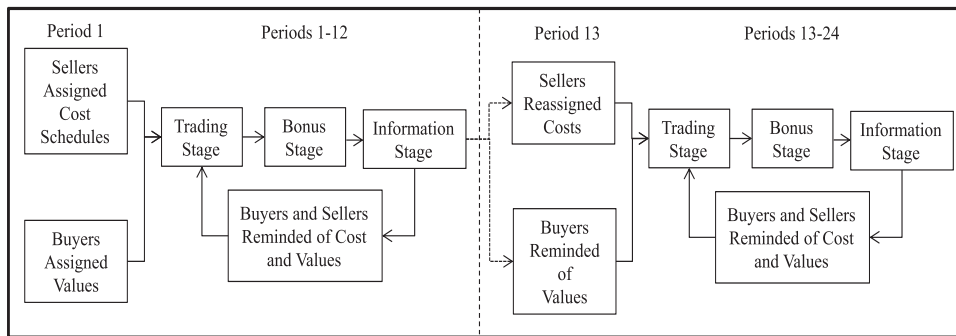 Period 1
Periods 1-12
Period 13
Periods 13-24
Sellers
Assigned
Cost
Schedules
Trading
Stage
Bonus
Stage
Information
Stage
Buyers and Sellers
Reminded of Cost
and Values
Buyers
Assigned
Values
Sellers
Reassigned
Costs
Trading
Stage
Bonus
Stage
Information
Stage
Buyers and Sellers
Reminded of Cost
and Values
Buyers
Reminded
of
Values